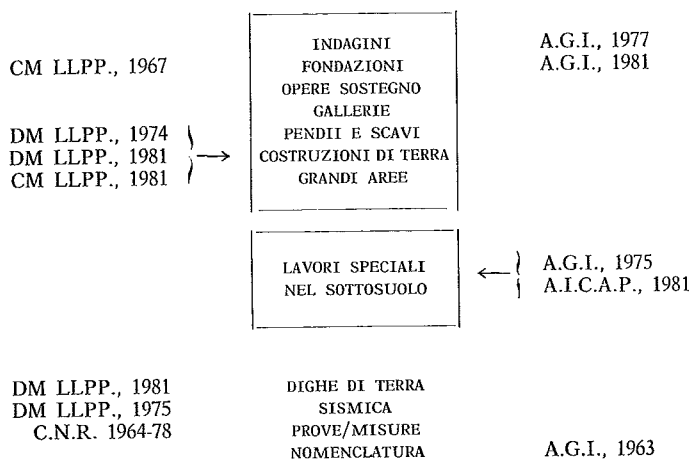 INDAGINI A.G.I., 1977
CM LLPP., 1967 FONDAZIONI A.G.I., 1981
OPERE SOSTEGNO
GALLERIE
DM LLPP., 1974 PENDII E SCAVI
DM LLPP., 1981 COSTRUZIONI DI TERRA
CM LLPP., 1981 GRANDI AREE
LAVORI SPECIALI A.G.I., 1975
NEL SOTTOSUOLO A.I.C.A.P., 1981
DM LLPP., 1981 DIGHE DI TERRA
DM LLPP., 1975 SISMICA
C.N.R. 1964-78 PROVE/MISURE
NOMENCLATURA A.G.I., 1963